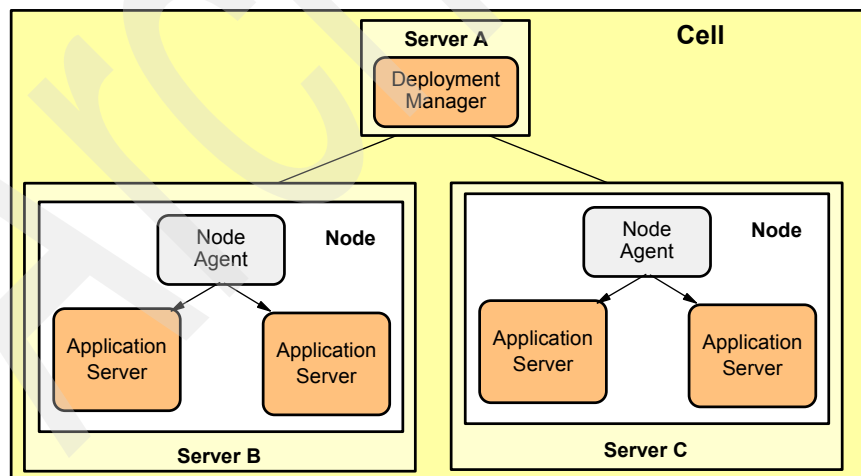 Server A
Cell
Deployment
Manager
Node
Agent
Node
Application
Server
Application
Server
Server B
Node
Agent
Node
Application
Server
Application
Server
Server C